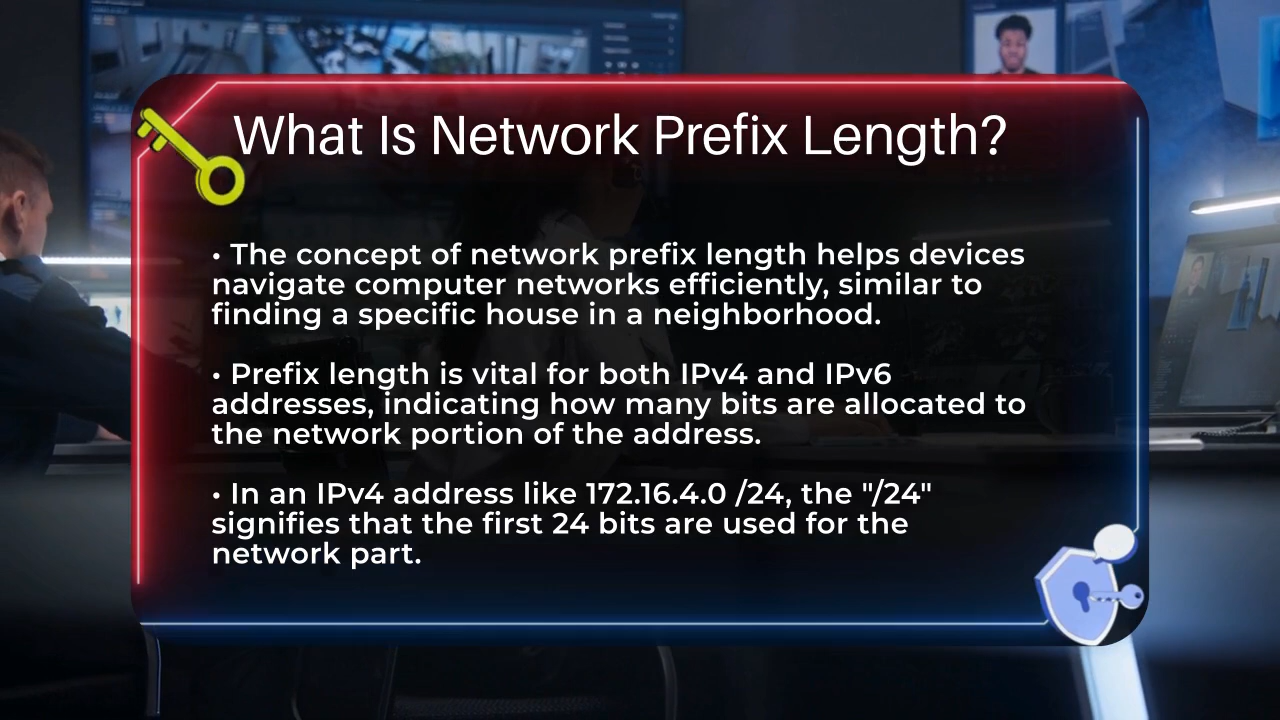 What Is Network Prefix Length?
• The concept of network prefix length helps devices
navigate computer networks efficiently, similar to
finding a specific house in a neighborhood.
• Prefix length is vital for both IPv4 and IPv6
addresses, indicating how many bits are allocated to
the network portion of the address.
• In an IPv4 address like 172.16.4.0 /24, the "/24"
signifies that the first 24 bits are used for the
network part.